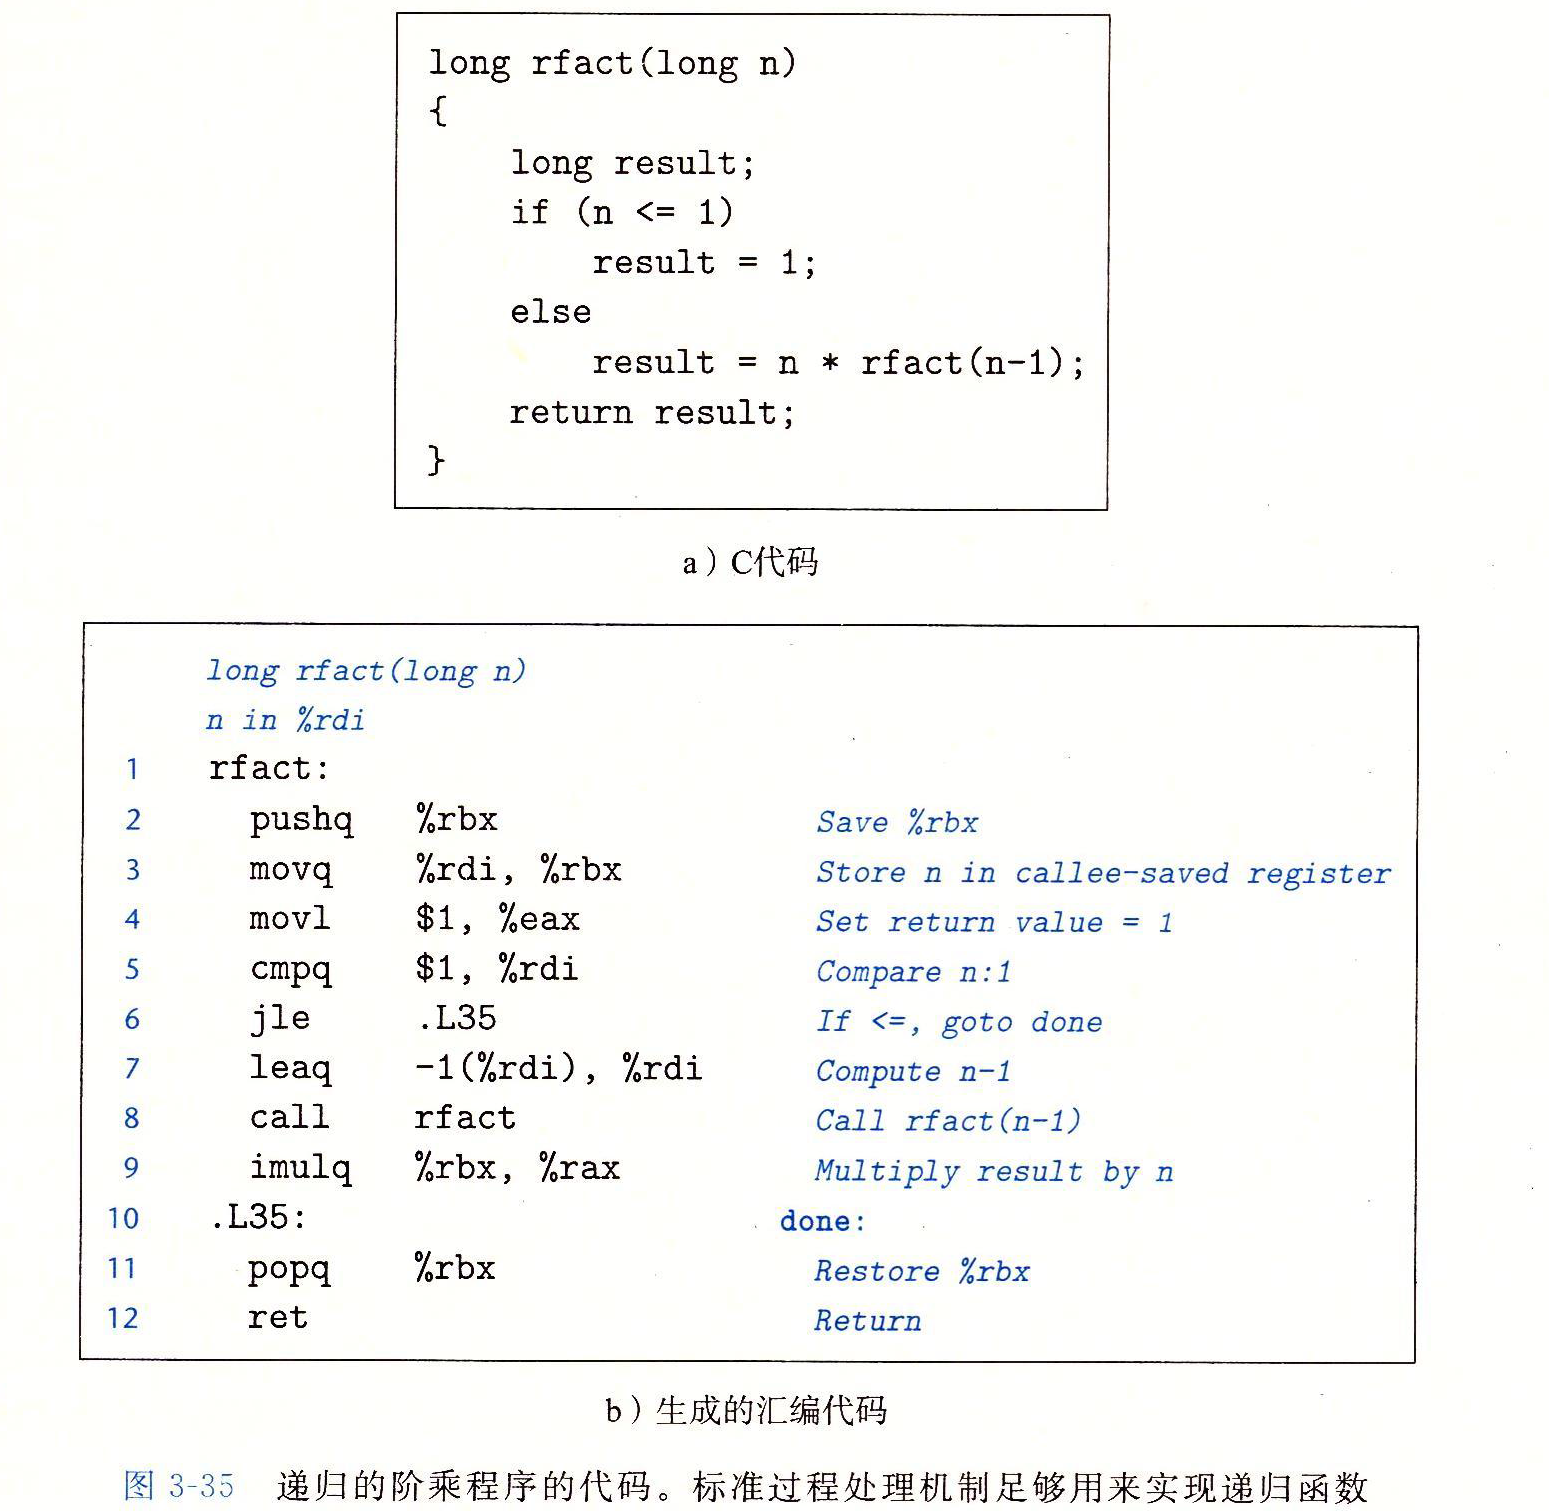 long rfact(long n)
{
    long result;
    if (n <= 1)
        result = 1;
    else
        result = n * rfact(n-1);
    return result;
}
a）C代码
long rfact(long n)
n in %rdi
1 rfact:
2 pushq %rbx Save %rbx
3 movq %rdi, %rbx Store n in callee-saved register
4 movl $1, %eax Set return value = 1
5 cmpq $1, %rdi Compare n:1
6 jle .L35 If <=, goto done
7 leaq -1(%rdi), %rdi Compute n-1
8 call rfact Call rfact(n-1)
9 imulq %rbx, %rax Multiply result by n
10 .L35: done:
11 popq %rbx Restore %rbx
12 ret Return
b）生成的汇编代码
图 3-35 递归的阶乘程序的代码。标准过程处理机制足够用来实现递归函数